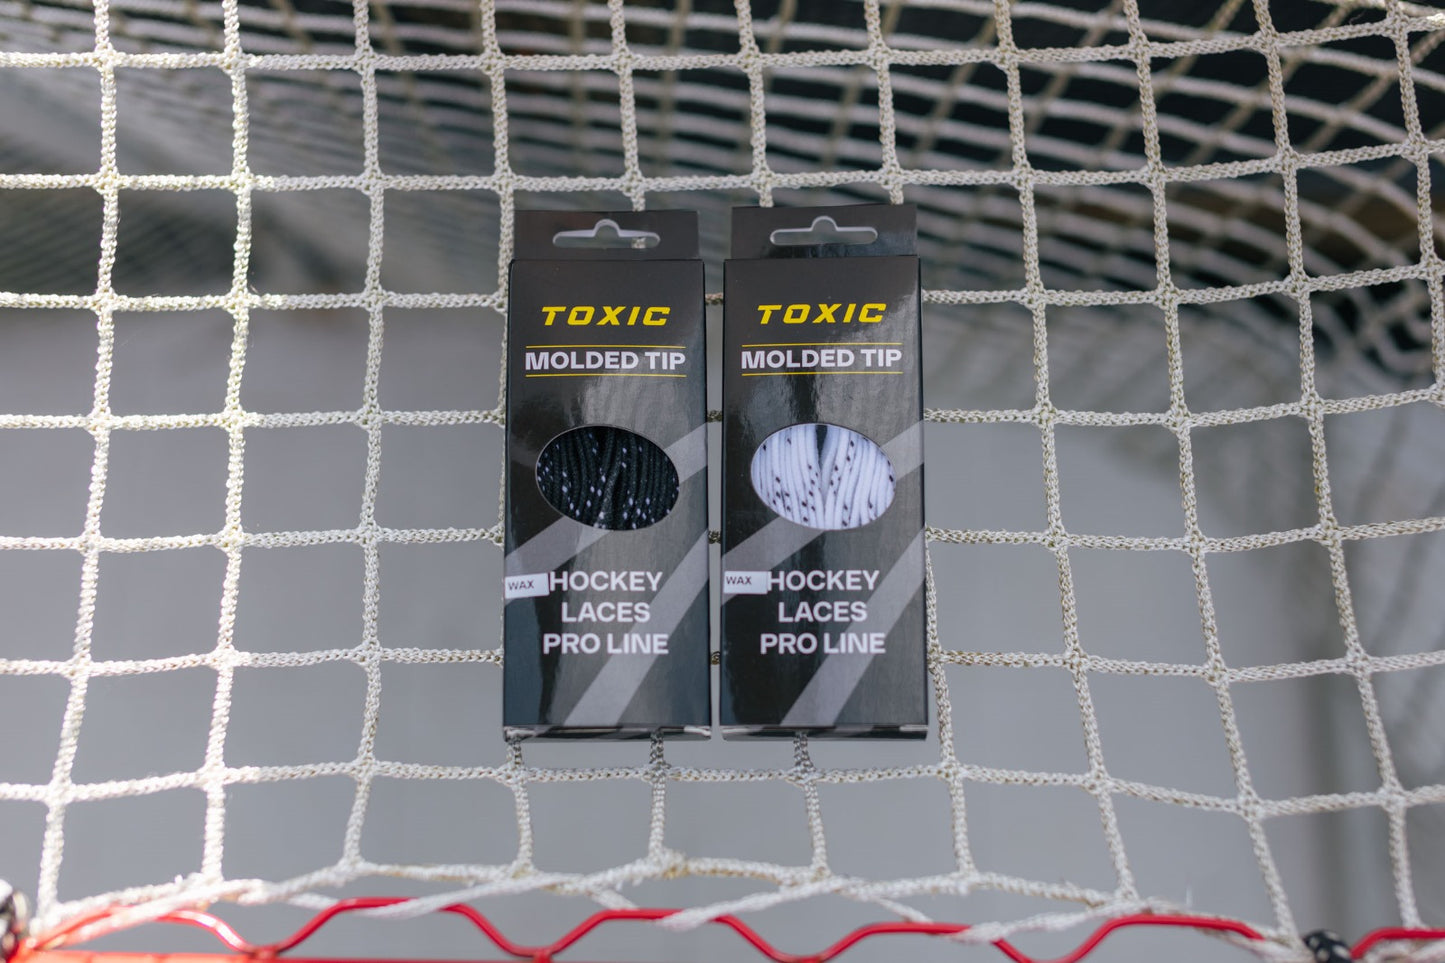 TOXIC
MOLDED TIP
WAX HOCKEY
LACES
PRO LINE
TOXIC
MOLDED TIP
WAX HOCKEY
LACES
PRO LINE